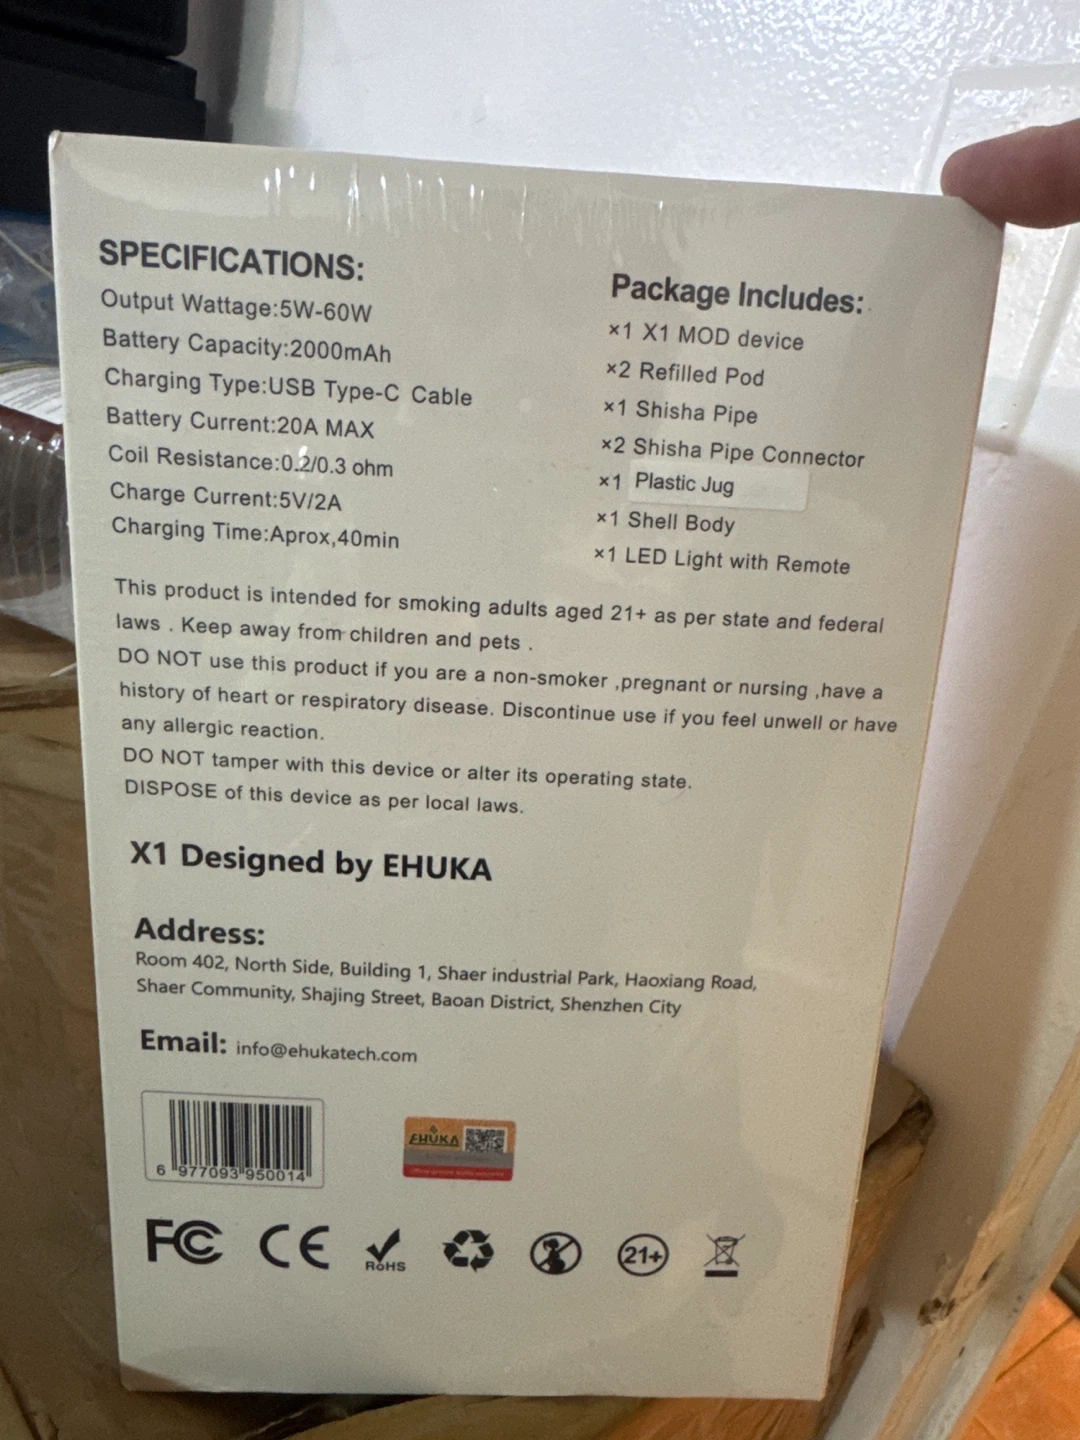 SPECIFICATIONS:
Output Wattage:5W-60W
Battery Capacity:2000mAh
Charging Type:USB Type-C Cable
Battery Current:20A MAX
Coil Resistance:0.2/0.3 ohm
Charge Current:5V/2A
Charging Time:Aprox,40min
Package Includes:
×1 X1 MOD device
×2 Refilled Pod
×1 Shisha Pipe
×2 Shisha Pipe Connector
×1 Plastic Jug
×1 Shell Body
×1 LED Light with Remote
This product is intended for smoking adults aged 21+ as per state and federal
laws . Keep away from children and pets .
DO NOT use this product if you are a non-smoker ,pregnant or nursing ,have a
history of heart or respiratory disease. Discontinue use if you feel unwell or have
any allergic reaction.
DO NOT tamper with this device or alter its operating state.
DISPOSE of this device as per local laws.
X1 Designed by EHUKA
Address:
Room 402, North Side, Building 1, Shaer industrial Park, Haoxiang Road,
Shaer Community, Shajing Street, Baoan District, Shenzhen City
Email: info@ehukatech.com
6 977093 950014
EHUKA
FC CE RoHS 21+